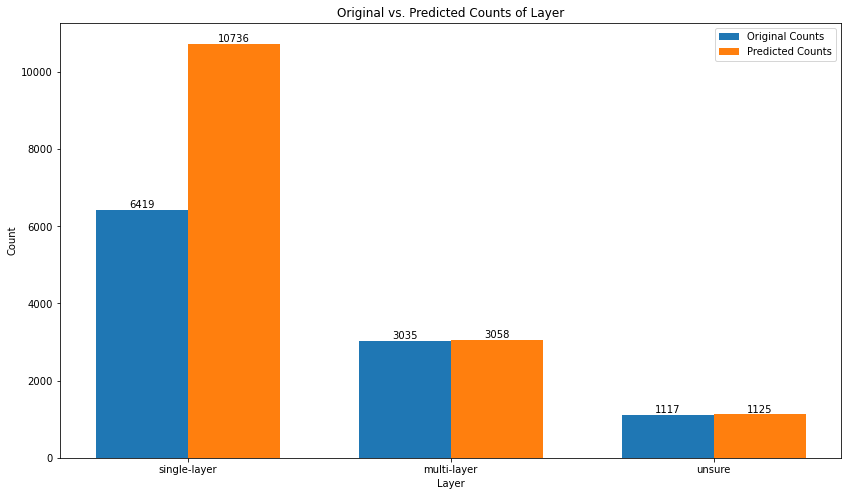 Original vs. Predicted Counts of Layer
Original Counts
Predicted Counts
10736
6419
3035
3058
1117
1125
Count
10000
8000
6000
4000
2000
0
single-layer
multi-layer
unsure
Layer